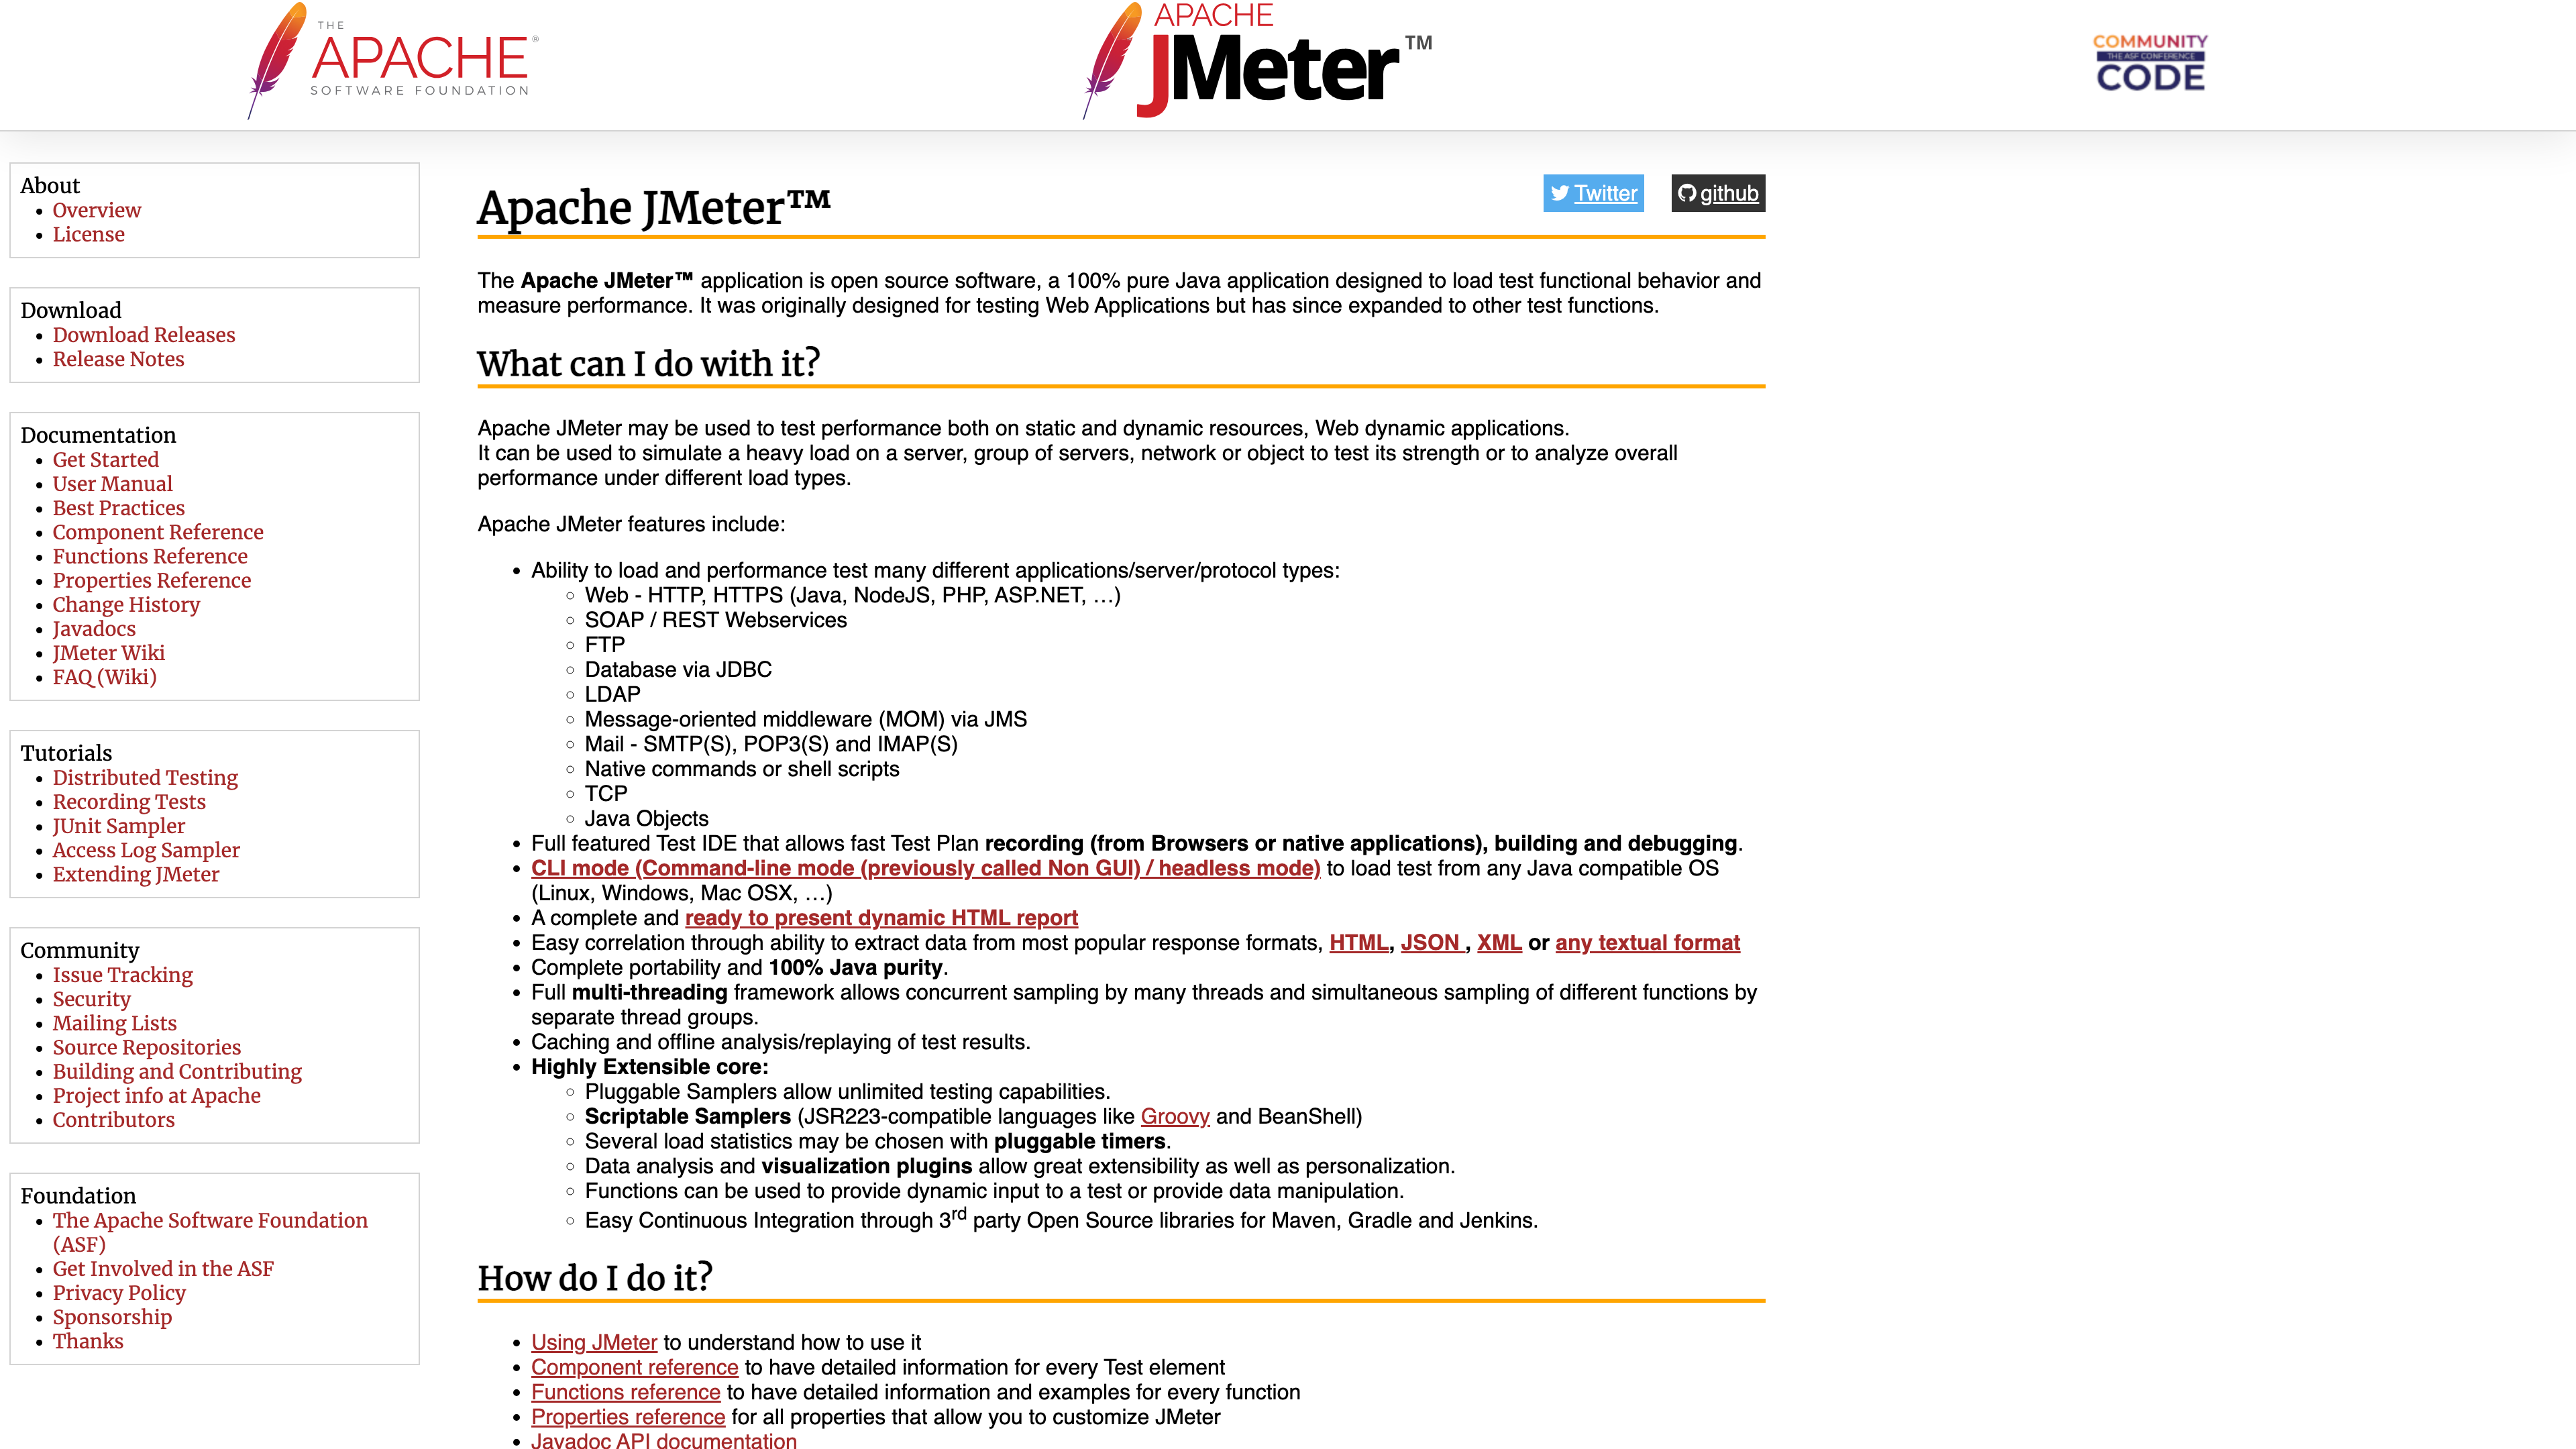 THE
APACHE®
SOFTWARE FOUNDATION
APACHE
JMeter™
COMMUNITY
THE ASF CONFERENCE
CODE
About
Overview
License
Download
Download Releases
Release Notes
Documentation
Get Started
User Manual
Best Practices
Component Reference
Functions Reference
Properties Reference
Change History
Javadocs
JMeter Wiki
FAQ (Wiki)
Tutorials
Distributed Testing
Recording Tests
JUnit Sampler
Access Log Sampler
Extending JMeter
Community
Issue Tracking
Security
Mailing Lists
Source Repositories
Building and Contributing
Project info at Apache
Contributors
Foundation
The Apache Software Foundation
(ASF)
Get Involved in the ASF
Privacy Policy
Sponsorship
Thanks
Twitter
github
Apache JMeter™
The Apache JMeter™ application is open source software, a 100% pure Java application designed to load test functional behavior and
measure performance. It was originally designed for testing Web Applications but has since expanded to other test functions.
What can I do with it?
Apache JMeter may be used to test performance both on static and dynamic resources, Web dynamic applications.
It can be used to simulate a heavy load on a server, group of servers, network or object to test its strength or to analyze overall
performance under different load types.
Apache JMeter features include:
Ability to load and performance test many different applications/server/protocol types:
Web - HTTP, HTTPS (Java, NodeJS, PHP, ASP.NET, …)
SOAP / REST Webservices
FTP
Database via JDBC
LDAP
Message-oriented middleware (MOM) via JMS
Mail - SMTP(S), POP3(S) and IMAP(S)
Native commands or shell scripts
TCP
Java Objects
Full featured Test IDE that allows fast Test Plan recording (from Browsers or native applications), building and debugging.
CLI mode (Command-line mode (previously called Non GUI) / headless mode) to load test from any Java compatible OS
(Linux, Windows, Mac OSX, …)
A complete and ready to present dynamic HTML report
Easy correlation through ability to extract data from most popular response formats, HTML, JSON , XML or any textual format
Complete portability and 100% Java purity.
Full multi-threading framework allows concurrent sampling by many threads and simultaneous sampling of different functions by
separate thread groups.
Caching and offline analysis/replaying of test results.
Highly Extensible core:
Pluggable Samplers allow unlimited testing capabilities.
Scriptable Samplers (JSR223-compatible languages like Groovy and BeanShell)
Several load statistics may be chosen with pluggable timers.
Data analysis and visualization plugins allow great extensibility as well as personalization.
Functions can be used to provide dynamic input to a test or provide data manipulation.
Easy Continuous Integration through 3rd party Open Source libraries for Maven, Gradle and Jenkins.
How do I do it?
Using JMeter to understand how to use it
Component reference to have detailed information for every Test element
Functions reference to have detailed information and examples for every function
Properties reference for all properties that allow you to customize JMeter
Javadoc API documentation